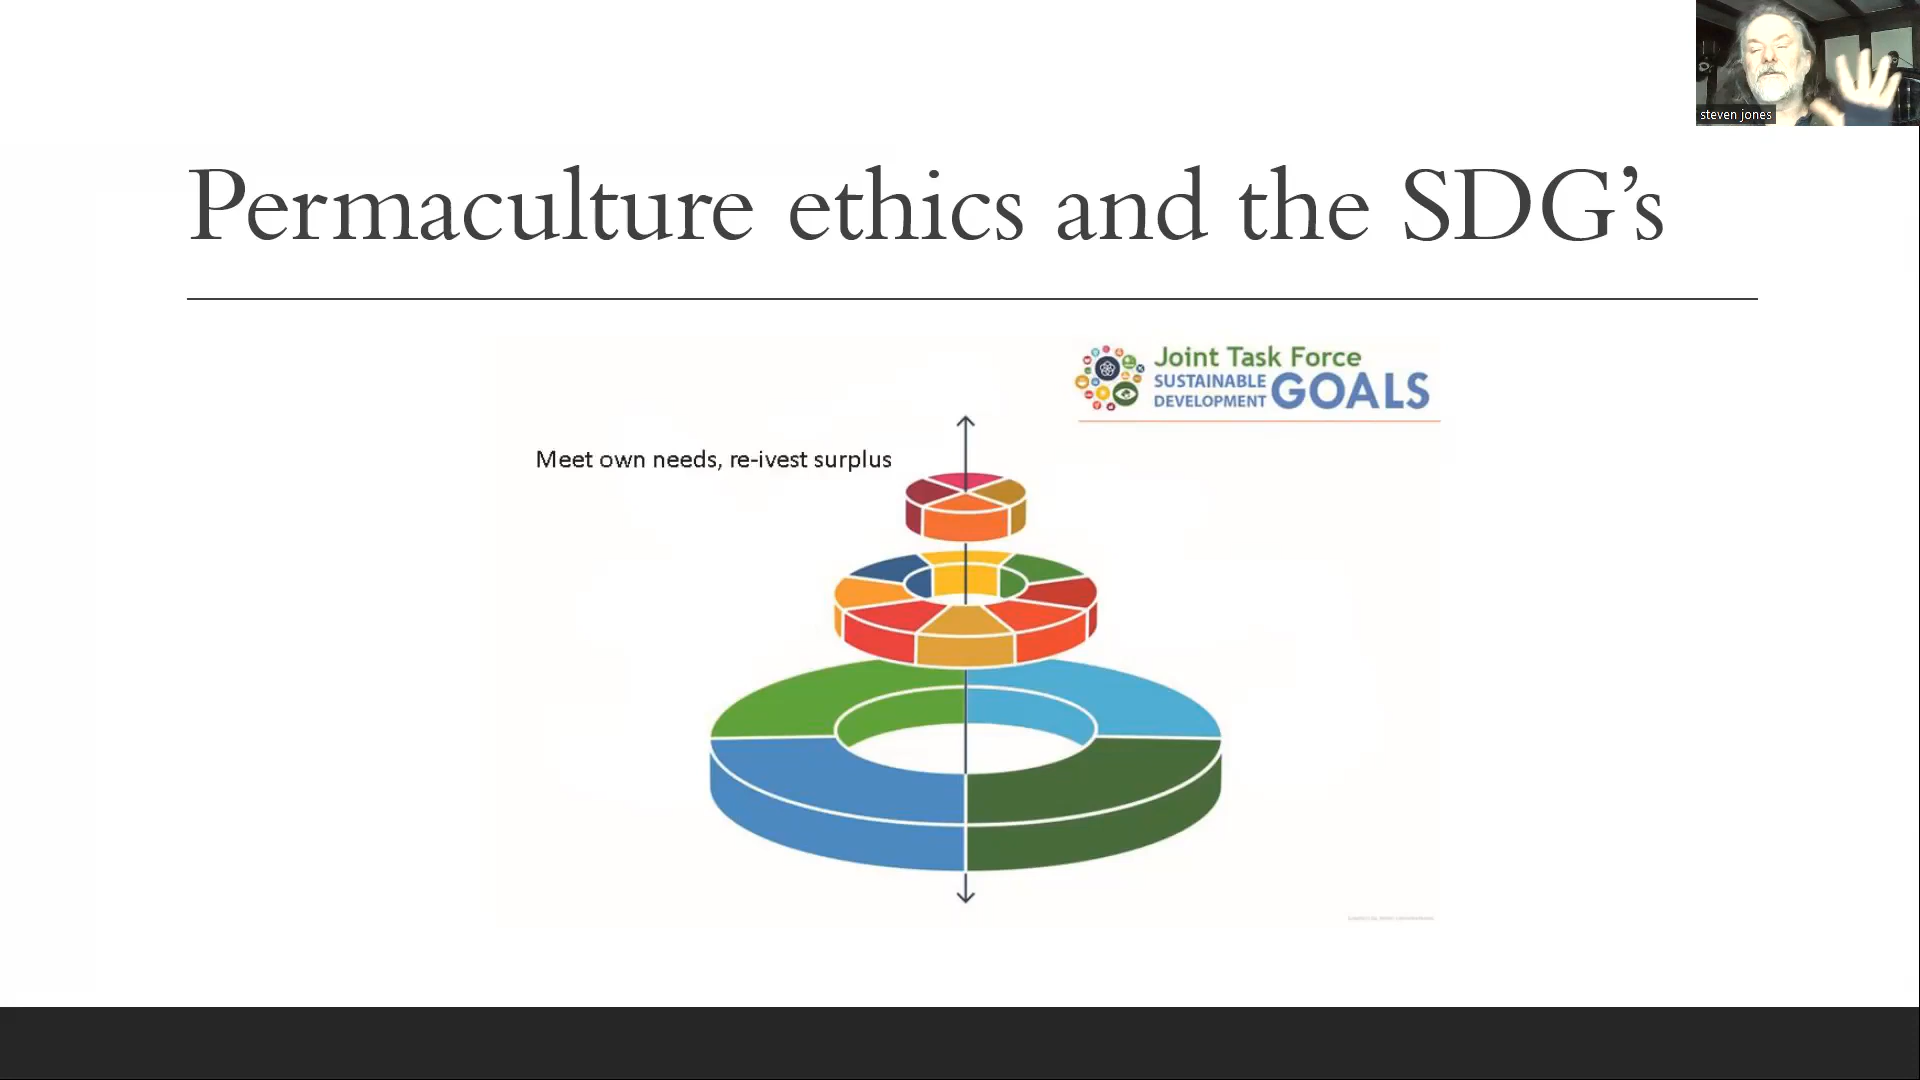 steven jones
Permaculture ethics and the SDG’s
Joint Task Force
SUSTAINABLE
DEVELOPMENT GOALS
Meet own needs, re-ivest surplus